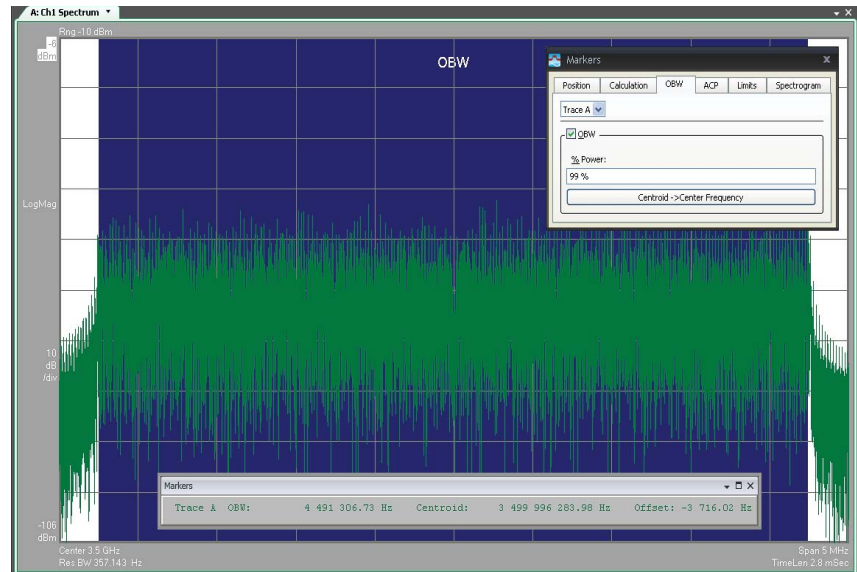 A: Ch1 Spectrum
Rng -10 dBm
-6
dBm
OBW
LogMag
10
dB
/div
-106
dBm
Center 3.5 GHz
Res BW 357.143 Hz
Span 5 MHz
TimeLen 2.8 mSec
Markers
Position Calculation OBW ACP Limits Spectrogram
Trace A
OBW
% Power:
99 %
Centroid ->Center Frequency
Markers
Trace A OBW: 4 491 306.73 Hz Centroid: 3 499 996 283.98 Hz Offset: -3 716.02 Hz